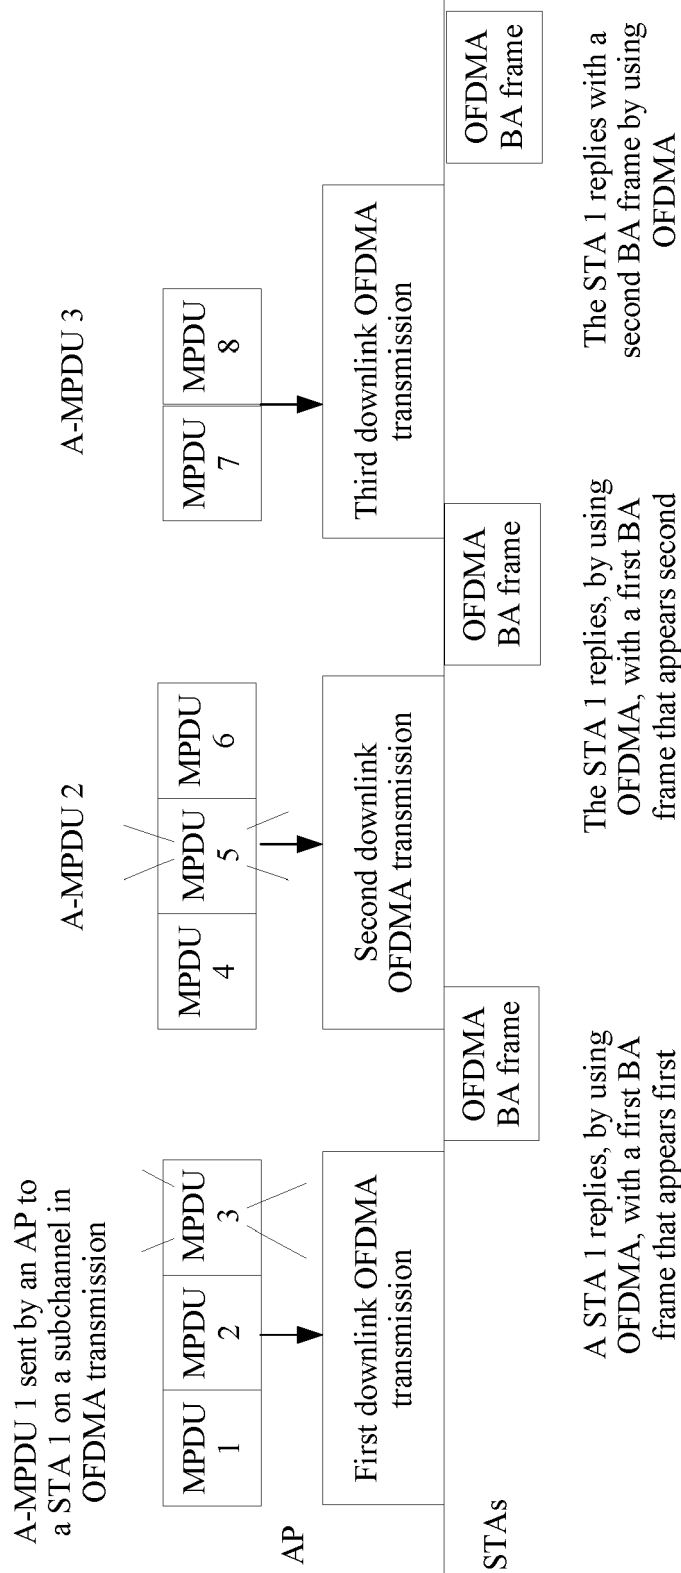 A-MPDU 1 sent by an AP to
a STA 1 on a subchannel in
OFDMA transmission
A-MPDU 2
A-MPDU 3
MPDU
1
MPDU
2
MPDU
3
MPDU
4
MPDU
5
MPDU
6
MPDU
7
MPDU
8
AP
First downlink OFDMA
transmission
Second downlink
OFDMA transmission
Third downlink OFDMA
transmission
STAs
OFDMA
BA frame
OFDMA
BA frame
OFDMA
BA frame
A STA 1 replies, by using
OFDMA, with a first BA
frame that appears first
The STA 1 replies, by using
OFDMA, with a first BA
frame that appears second
The STA 1 replies with a
second BA frame by using
OFDMA